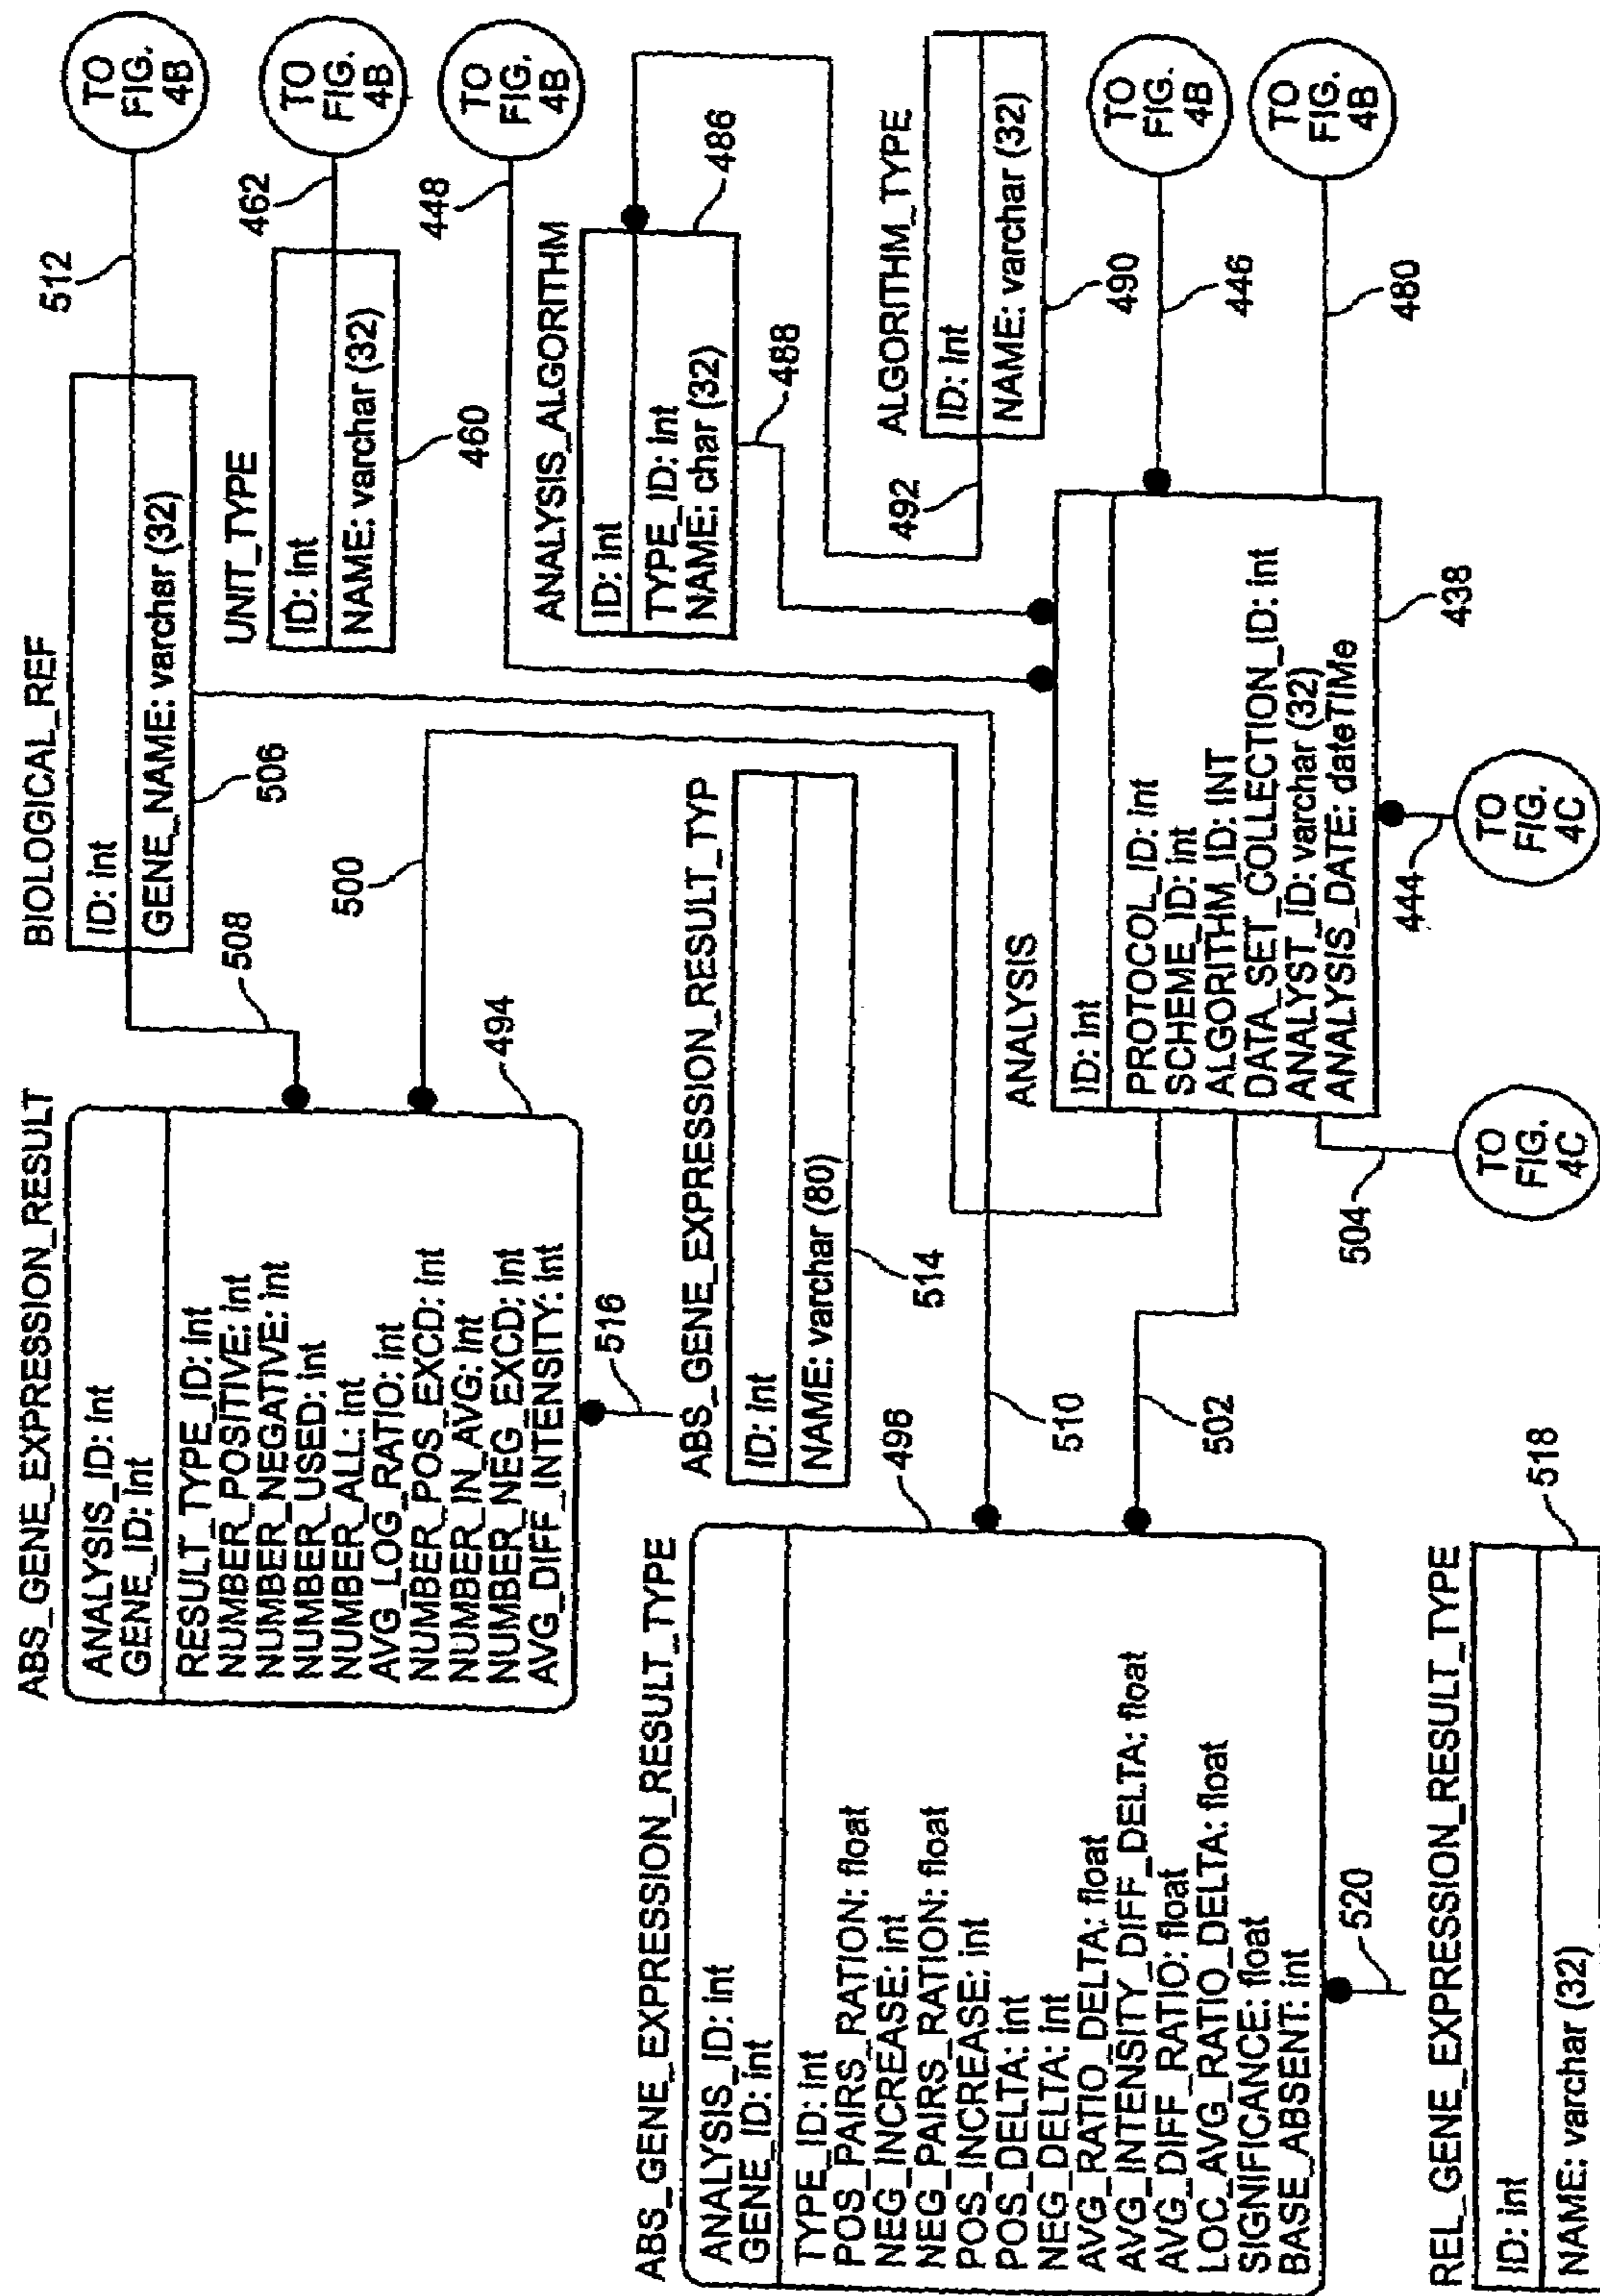 ABS_GENE_EXPRESSION_RESULT
ANALYSIS_ID: int
GENE_ID: int
RESULT_TYPE_ID: int
NUMBER_POSITIVE: int
NUMBER_NEGATIVE: int
NUMBER_USED: int
NUMBER_ALL: int
AVG_LOG_RATIO: int
NUMBER_POS_EXCD: int
NUMBER_IN_AVG: int
NUMBER_NEG_EXCD: int
AVG_DIFF_INTENSITY: int
494
516
508
500
BIOLOGICAL_REF
ID: int
GENE_NAME: varchar (32)
506
512
TO
FIG.
4B
UNIT_TYPE
ID: int
NAME: varchar (32)
460
462
TO
FIG.
4B
448
TO
FIG.
4B
ANALYSIS_ALGORITHM
ID: int
TYPE_ID: int
NAME: char (32)
486
488
ABS_GENE_EXPRESSION_RESULT_TYP
ID: int
NAME: varchar (80)
514
ALGORITHM_TYPE
ID: int
NAME: varchar (32)
490
492
ABS_GENE_EXPRESSION_RESULT_TYPE
ANALYSIS_ID: int
GENE_ID: int
TYPE_ID: int
POS_PAIRS_RATION: float
NEG_INCREASE: int
NEG_PAIRS_RATION: float
POS_INCREASE: int
POS_DELTA: int
NEG_DELTA: int
AVG_RATIO_DELTA: float
AVG_INTENSITY_DIFF_DELTA: float
AVG_DIFF_RATIO: float
LOC_AVG_RATIO_DELTA: float
SIGNIFICANCE: float
BASE_ABSENT: int
498
510
502
520
ANALYSIS
ID: int
PROTOCOL_ID: int
SCHEME_ID: int
ALGORITHM_ID: INT
DATA_SET_COLLECTION_ID: int
ANALYST_ID: varchar (32)
ANALYSIS_DATE: dateTIMe
438
446
TO
FIG.
4B
480
TO
FIG.
4B
504
TO
FIG.
4C
444
TO
FIG.
4C
REL_GENE_EXPRESSION_RESULT_TYPE
ID: int
NAME: varchar (32)
518